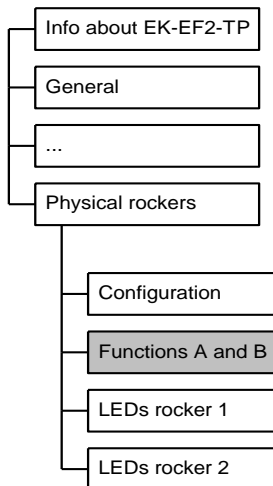 Info about EK-EF2-TP
General
...
Physical rockers
Configuration
Functions A and B
LEDs rocker 1
LEDs rocker 2